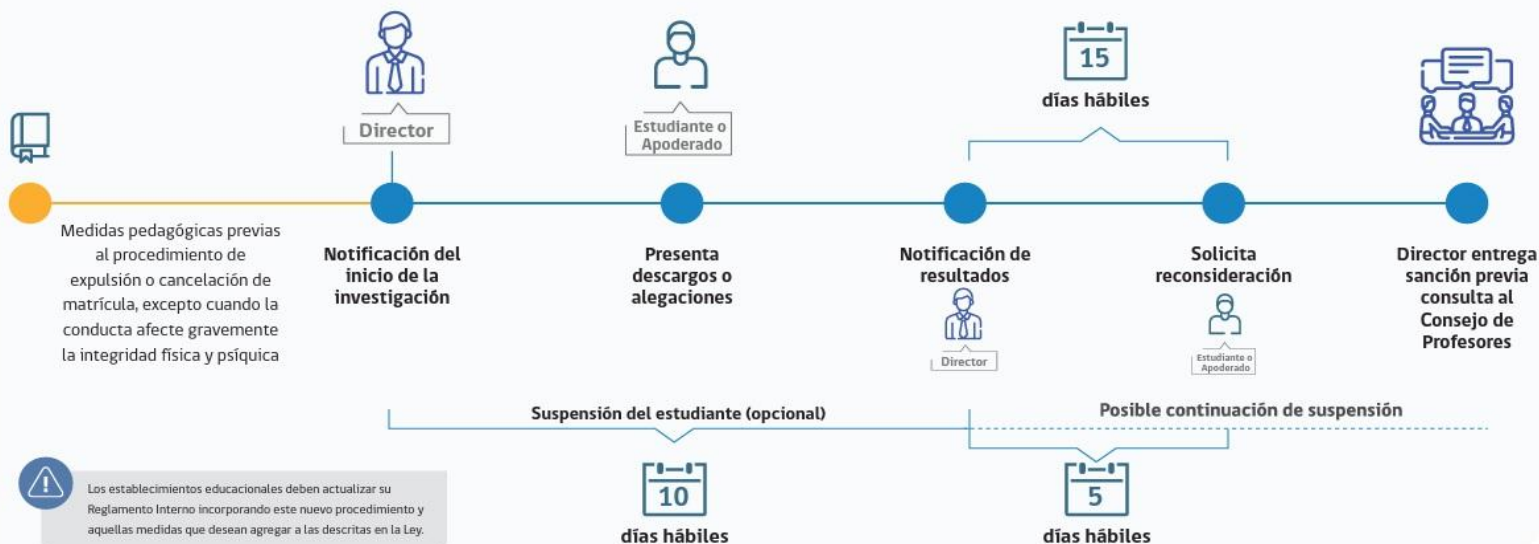 15
días hábiles
Director
Estudiante o
Apoderado
Medidas pedagógicas previas
al procedimiento de
expulsión o cancelación de
matrícula, excepto cuando la
conducta afecte gravemente
la integridad física y psíquica
Notificación del
inicio de la
investigación
Presenta
descargos o
alegaciones
Notificación de
resultados
Director
Solicita
reconsideración
Estudiante o
Apoderado
Director entrega
sanción previa
consulta al
Consejo de
Profesores
Suspensión del estudiante (opcional)
Posible continuación de suspensión
10
días hábiles
5
días hábiles
Los establecimientos educacionales deben actualizar su
Reglamento Interno incorporando este nuevo procedimiento y
aquellas medidas que desean agregar a las descritas en la Ley.